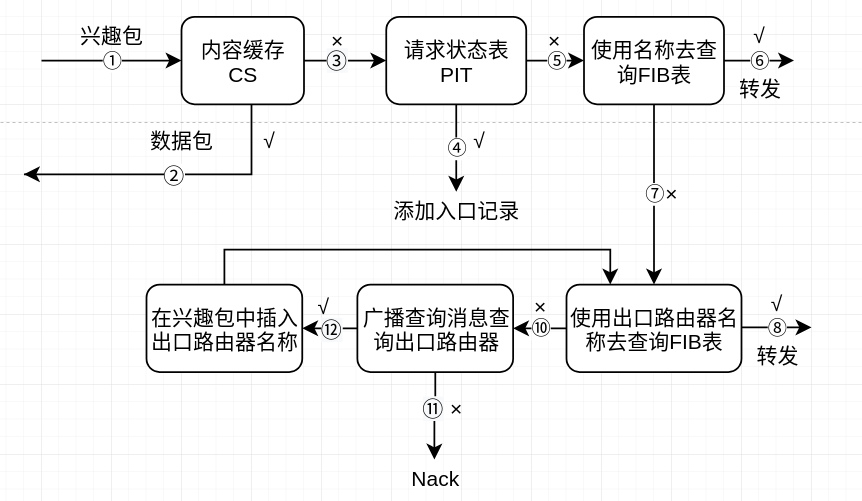 兴趣包
①
内容缓存
CS
×
③
请求状态表
PIT
×
⑤
使用名称去查
询FIB表
√
⑥
转发
数据包
√
②
④
√
添加入口记录
⑦
×
在兴趣包中插入
出口路由器名称
√
⑫
广播查询消息查
询出口路由器
×
⑩
使用出口路由器名
称去查询FIB表
√
⑧
转发
⑪
×
Nack